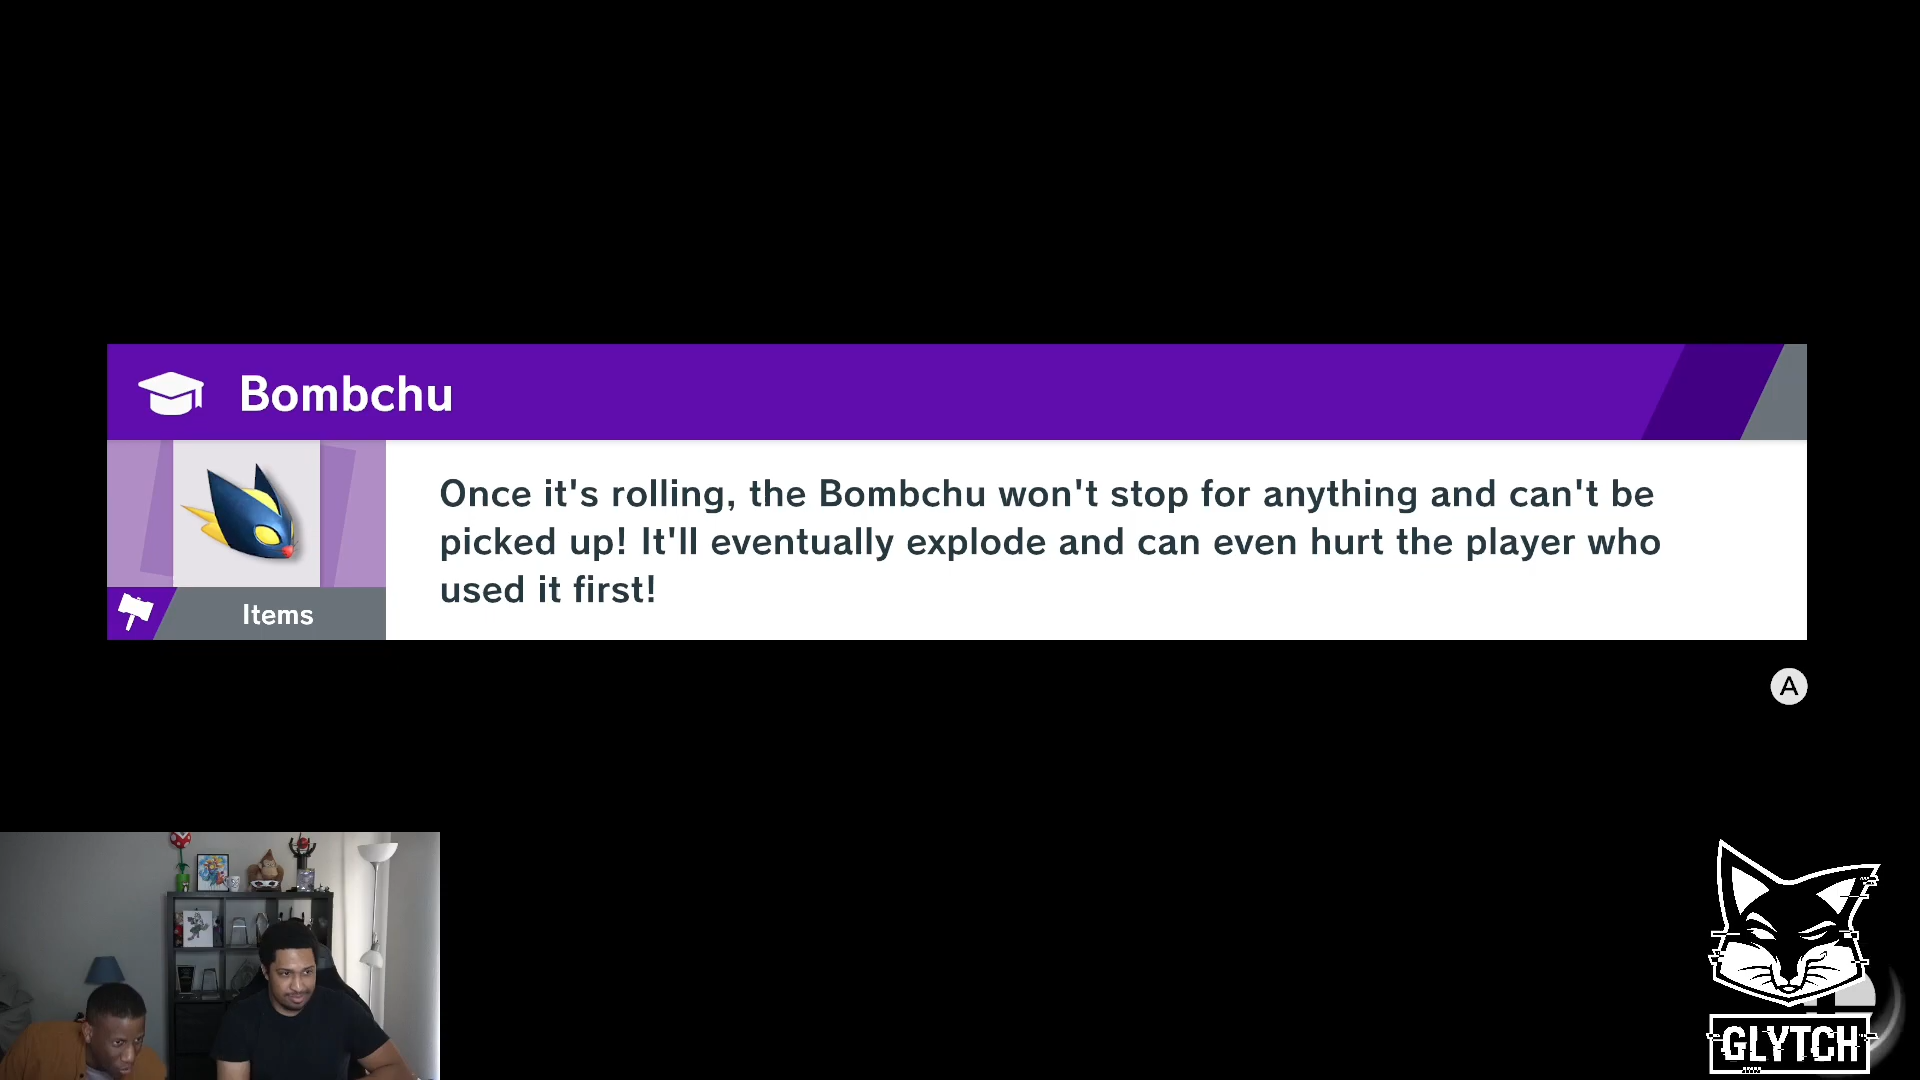 Bombchu
Once it's rolling, the Bombchu won't stop for anything and can't be
picked up! It'll eventually explode and can even hurt the player who
used it first!
Items
A
GLYTCH